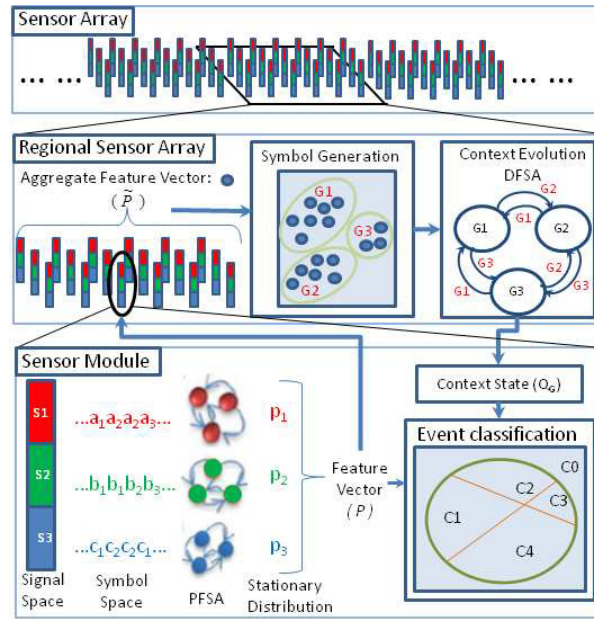 Sensor Array
... ...
... ...
Regional Sensor Array
Aggregate Feature Vector:
(P̃)
Symbol Generation
G1
G3
G2
Context Evolution
DFSA
G2
G1
G1
G2
G3
G1
G2
G3
G3
Sensor Module
S1
...a₁a₂a₂a₃...
p₁
S2
...b₁b₁b₂b₃...
p₂
S3
...c₁c₂c₂c₁...
p₃
Signal
Space
Symbol
Space
PFSA
Stationary
Distribution
Feature
Vector
(P)
Context State (Q_G)
Event classification
C0
C2
C3
C1
C4